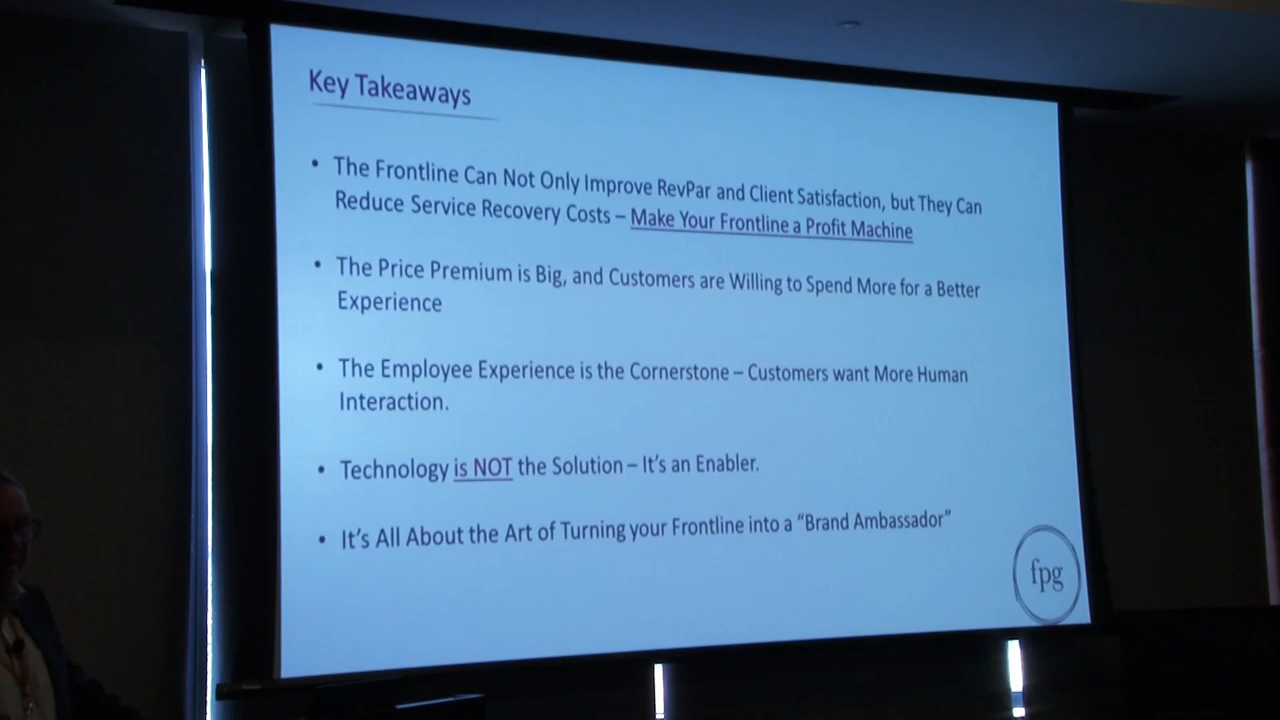 Key Takeaways
• The Frontline Can Not Only Improve RevPar and Client Satisfaction, but They Can
Reduce Service Recovery Costs – Make Your Frontline a Profit Machine
• The Price Premium is Big, and Customers are Willing to Spend More for a Better
Experience
• The Employee Experience is the Cornerstone – Customers want More Human
Interaction.
• Technology is NOT the Solution – It's an Enabler.
• It's All About the Art of Turning your Frontline into a “Brand Ambassador”
fpg